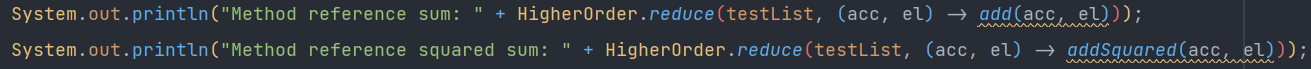 System.out.println("Method reference sum: " + HigherOrder.reduce(testList, (acc, el) -> add(acc, el)));
System.out.println("Method reference squared sum: " + HigherOrder.reduce(testList, (acc, el) -> addSquared(acc, el)));